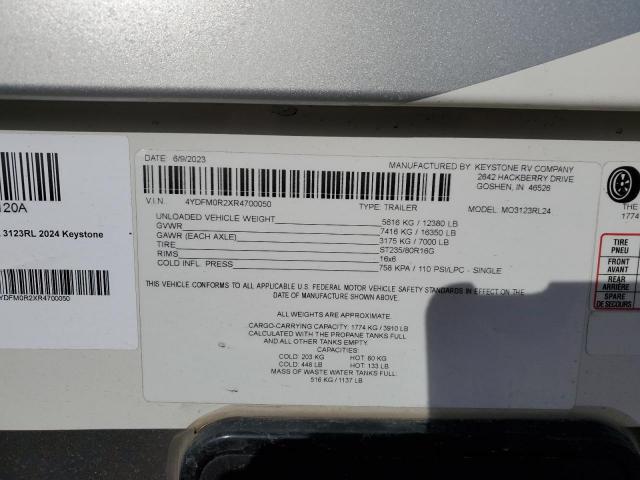 120A
3123RL 2024 Keystone
YDFM0R2XR4700050
DATE 6/9/2023
MANUFACTURED BY KEYSTONE RV COMPANY
2642 HACKBERRY DRIVE
GOSHEN, IN 46526
V.I.N. 4YDFM0R2XR4700050 TYPE: TRAILER MODEL: MO3123RL24
UNLOADED VEHICLE WEIGHT 5616 KG / 12380 LB
GVWR 7416 KG / 16350 LB
GAWR (EACH AXLE) 3175 KG / 7000 LB
TIRE ST235/80R16G
RIMS 16x6
COLD INFL. PRESS 758 KPA / 110 PSI/LPC - SINGLE
THIS VEHICLE CONFORMS TO ALL APPLICABLE U.S. FEDERAL MOTOR VEHICLE SAFETY STANDARDS IN EFFECT ON THE
DATE OF MANUFACTURE SHOWN ABOVE.
ALL WEIGHTS ARE APPROXIMATE.
CARGO-CARRYING CAPACITY: 1774 KG / 3910 LB
CALCULATED WITH THE PROPANE TANKS FULL
AND ALL OTHER TANKS EMPTY.
CAPACITIES:
COLD: 203 KG HOT: 60 KG
COLD: 448 LB HOT: 133 LB
MASS OF WASTE WATER TANKS FULL:
516 KG / 1137 LB
THE
1774
TIRE
PNEU
FRONT
AVANT
REAR
ARRIÈRE
SPARE
DE SECOURS